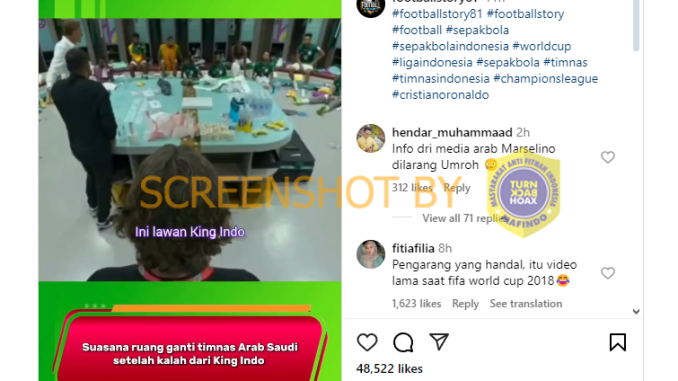 footballstory81
#footballstory81 #footballstory
#football #sepakbola
#sepakbolaindonesia #worldcup
#ligaindonesia #sepakbola #timnas
#timnasindonesia #championsleague
#cristianoronaldo
hendar_muhammaad 2h
Info dri media arab Marselino
dilarang Umroh
312 likes Reply
View all 71 replies
fitiafilia 8h
Pengarang yang handal, itu video
lama saat fifa world cup 2018😂
1,623 likes Reply See translation
48,522 likes
Ini lawan King Indo
Suasana ruang ganti timnas Arab Saudi
setelah kalah dari King Indo
SCREENSHOT BY
MASYARAKAT ANTI FITNAH INDONESIA
TURN
BACK
HOAX
MAFINDO